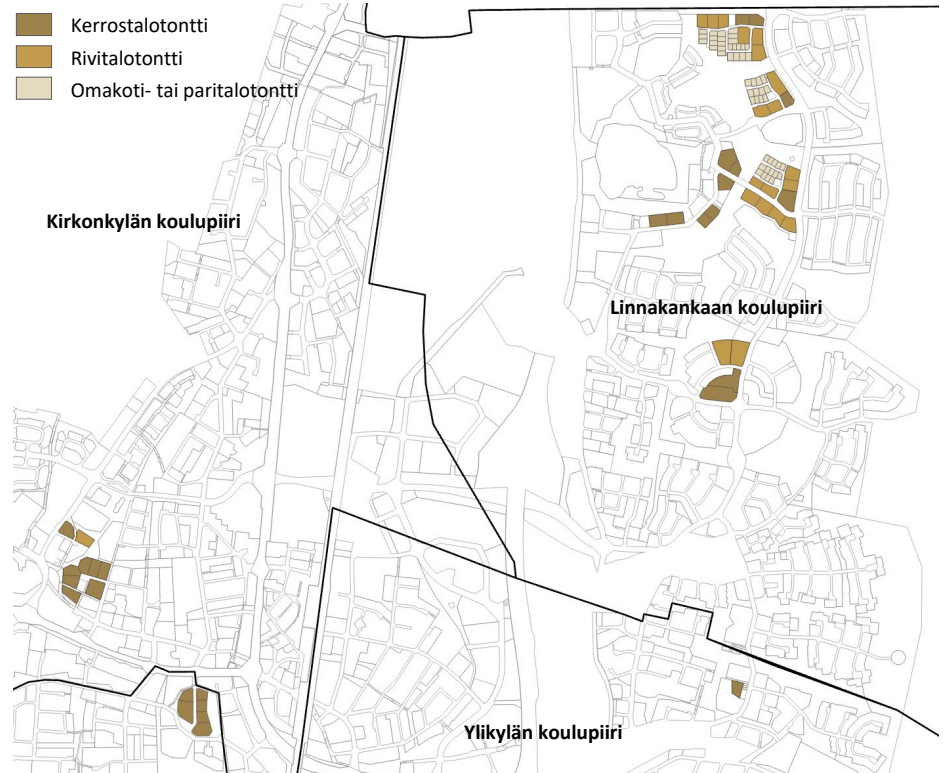 Kerrostalotontti
Rivitalotontti
Omakoti- tai paritalotontti
Kirkonkylän koulupiiri
Linnakankaan koulupiiri
Ylikylän koulupiiri